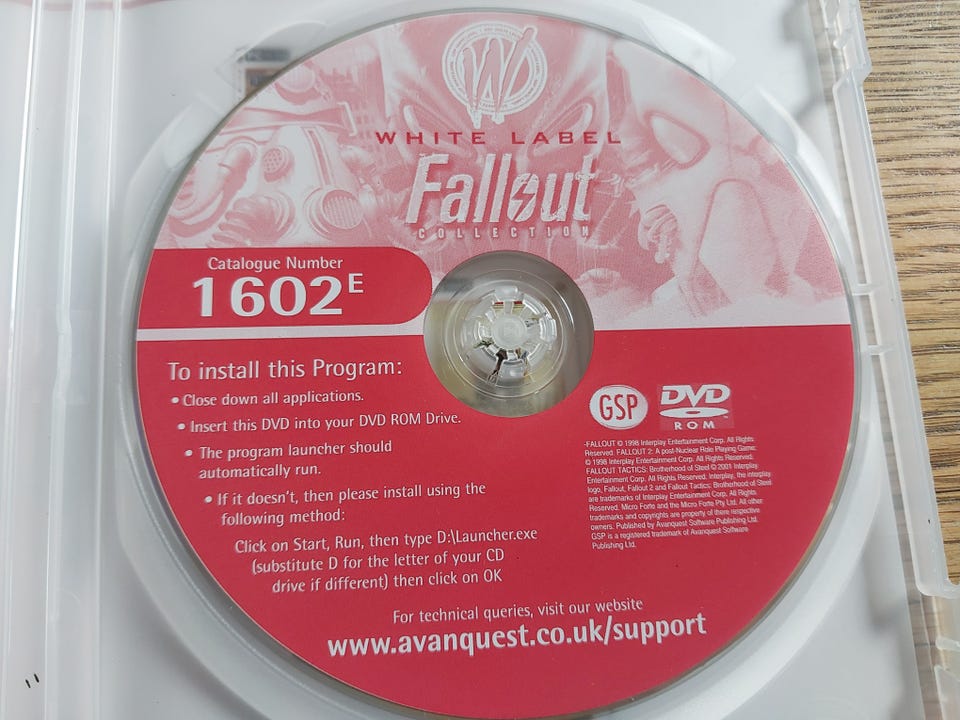 W
WHITE LABEL
Fallout
COLLECTION
Catalogue Number
1602E
To install this Program:
• Close down all applications.
• Insert this DVD into your DVD ROM Drive.
• The program launcher should
automatically run.
• If it doesn't, then please install using the
following method:
Click on Start, Run, then type D:\Launcher.exe
(substitute D for the letter of your CD
drive if different) then click on OK
GSP
DVD
ROM
-FALLOUT © 1998 Interplay Entertainment Corp. All Rights
Reserved. FALLOUT 2: A post-Nuclear Role Playing Game:
© 1998 Interplay Entertainment Corp. All Rights Reserved.
FALLOUT TACTICS: Brotherhood of Steel © 2001 Interplay
Entertainment Corp. All Rights Reserved. Interplay, the interplay
logo, Fallout, Fallout 2 and Fallout Tactics: Brotherhood of Steel
are trademarks of Interplay Entertainment Corp. All Rights
Reserved. Micro Forte and the Micro Forte Pty Ltd. All other
trademarks and copyrights are property of there respective
owners. Published by Avanquest Software Publishing Ltd.
GSP is a registered trademark of Avanquest Software
Publishing Ltd.
For technical queries, visit our website
www.avanquest.co.uk/support